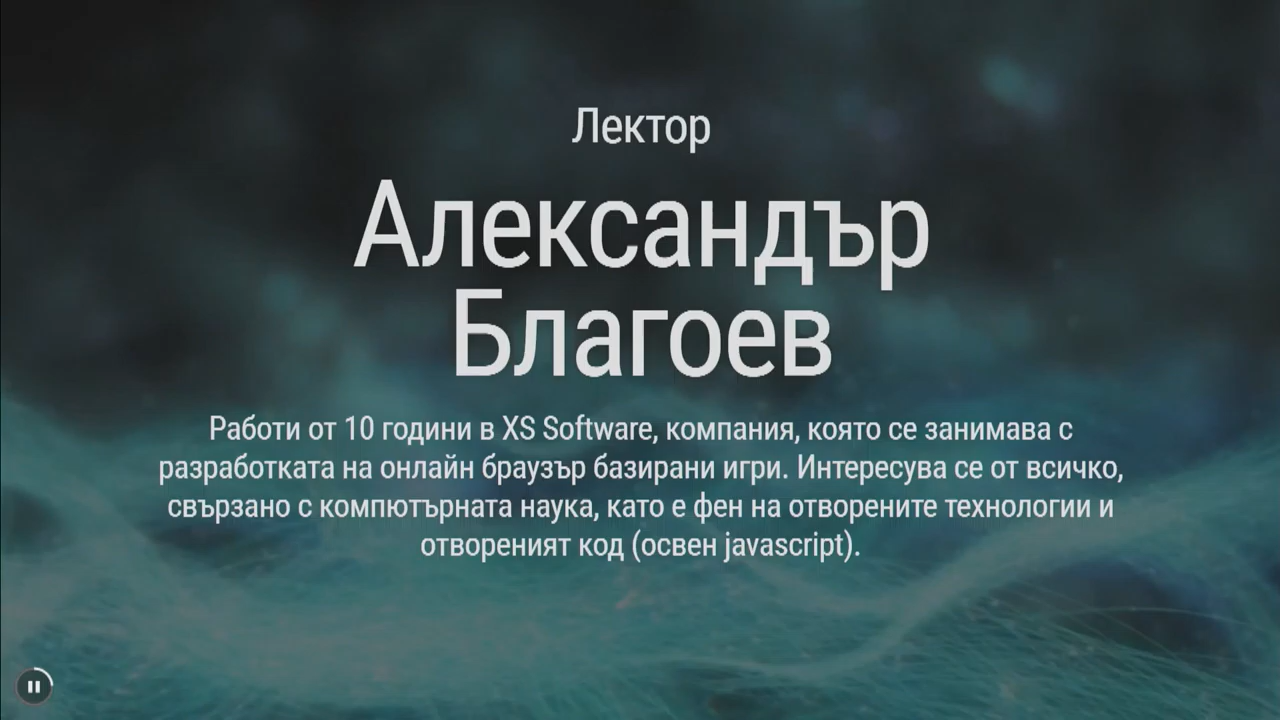 Лектор
Александър
Благоев
Работи от 10 години в XS Software, компания, която се занимава с
разработката на онлайн браузър базирани игри. Интересува се от всичко,
свързано с компютърната наука, като е фен на отворените технологии и
отвореният код (освен javascript).